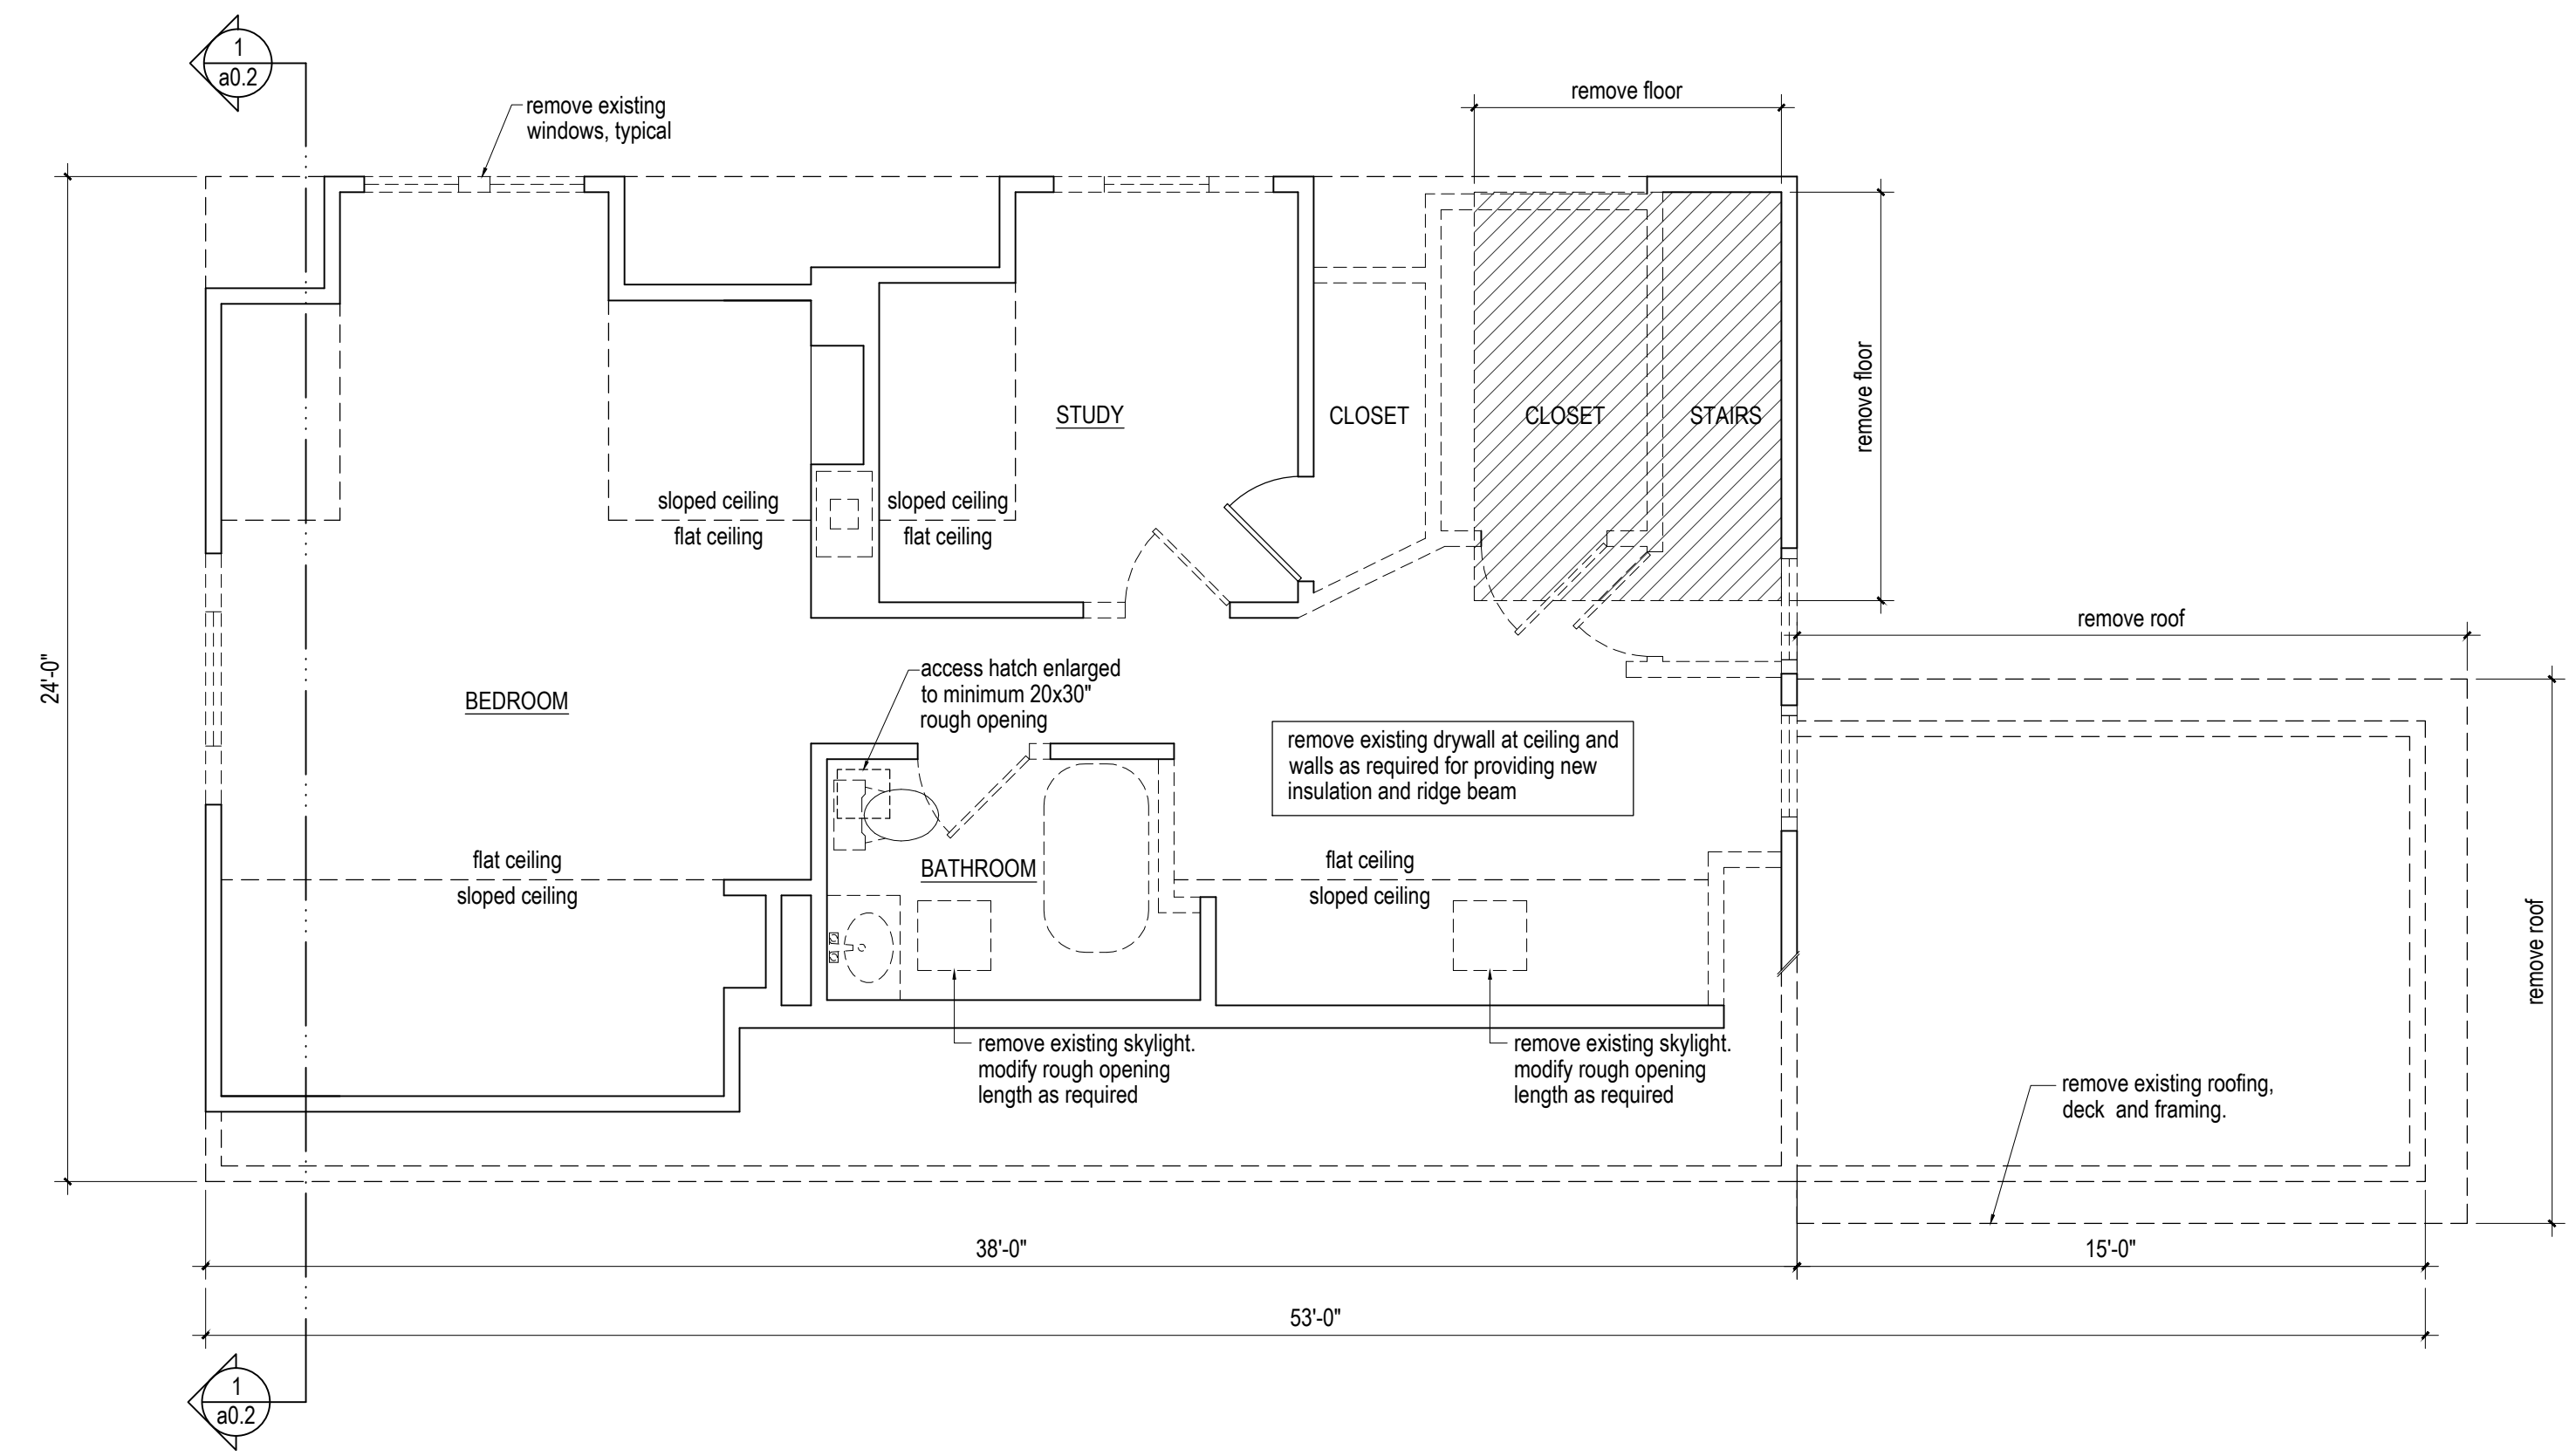 1
a0.2
remove floor
remove existing
windows, typical
remove floor
STUDY
CLOSET
CLOSET
STAIRS
sloped ceiling
flat ceiling
sloped ceiling
flat ceiling
remove roof
24'-0"
BEDROOM
access hatch enlarged
to minimum 20x30"
rough opening
remove existing drywall at ceiling and
walls as required for providing new
insulation and ridge beam
flat ceiling
sloped ceiling
BATHROOM
flat ceiling
sloped ceiling
remove roof
remove existing skylight.
modify rough opening
length as required
remove existing skylight.
modify rough opening
length as required
remove existing roofing,
deck and framing.
38'-0"
15'-0"
53'-0"
1
a0.2